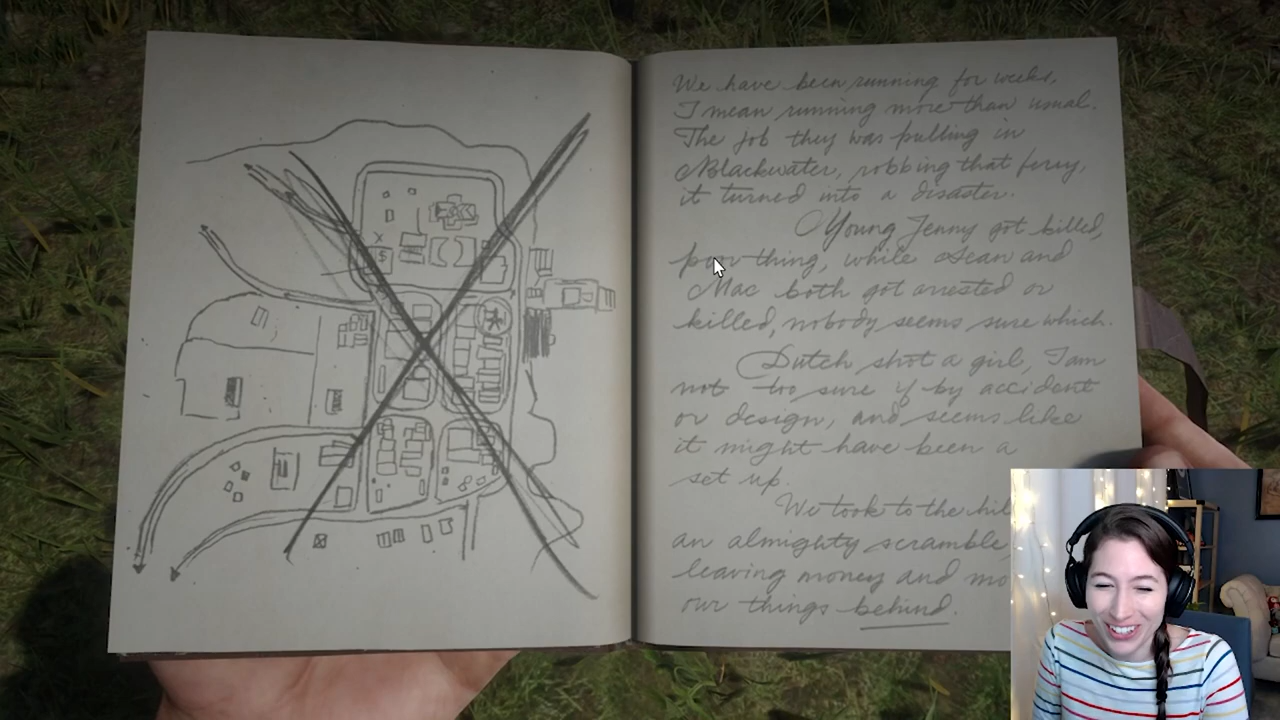 We have been running for weeks,
I mean running more than usual.
The job they was pulling in
Blackwater, robbing that ferry,
it turned into a disaster.
Young Jenny got killed,
poor thing, while Sean and
Mac both got arrested or
killed, nobody seems sure which.
Dutch shot a girl, I am
not too sure if by accident
or design, and seems like
it might have been a
set up.
We took to the
an almighty scramble
leaving money and
our things behind.
$